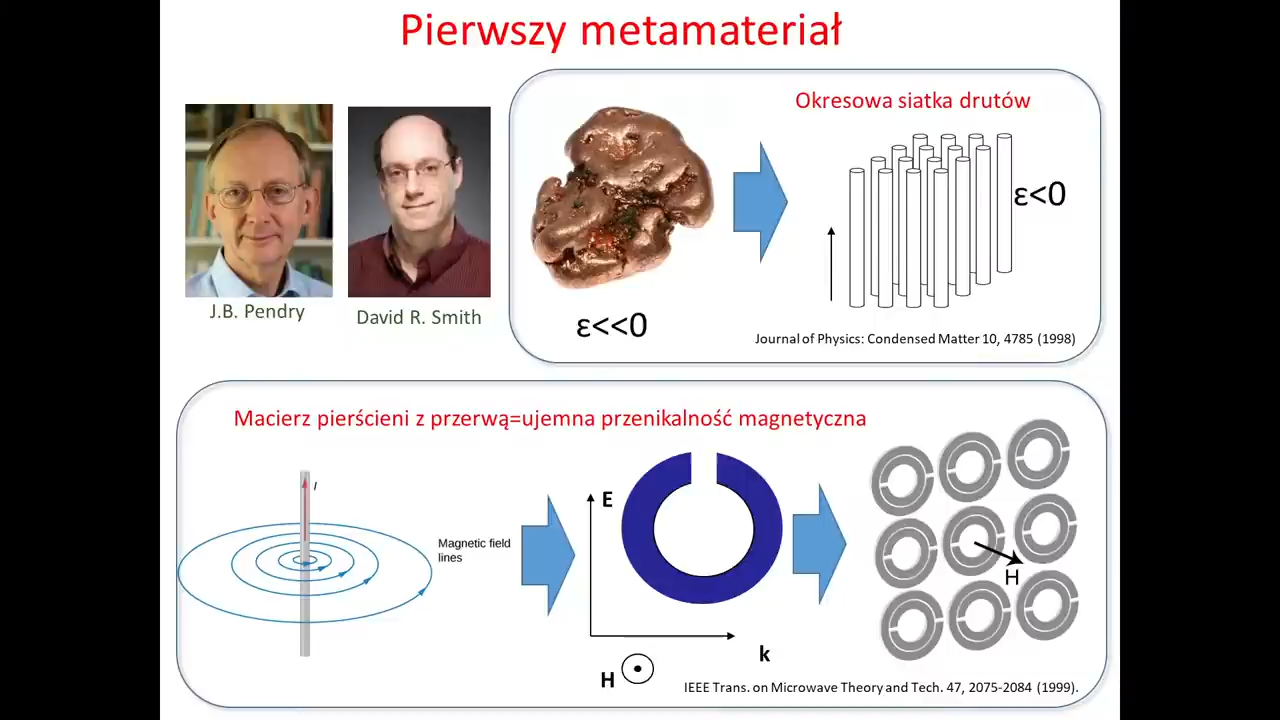 Pierwszy metamateriał
J.B. Pendry
David R. Smith
Okresowa siatka drutów
ε<<0
ε<0
Journal of Physics: Condensed Matter 10, 4785 (1998)
Macierz pierścieni z przerwą=ujemna przenikalność magnetyczna
I
Magnetic field
lines
E
k
H
H
IEEE Trans. on Microwave Theory and Tech. 47, 2075-2084 (1999).